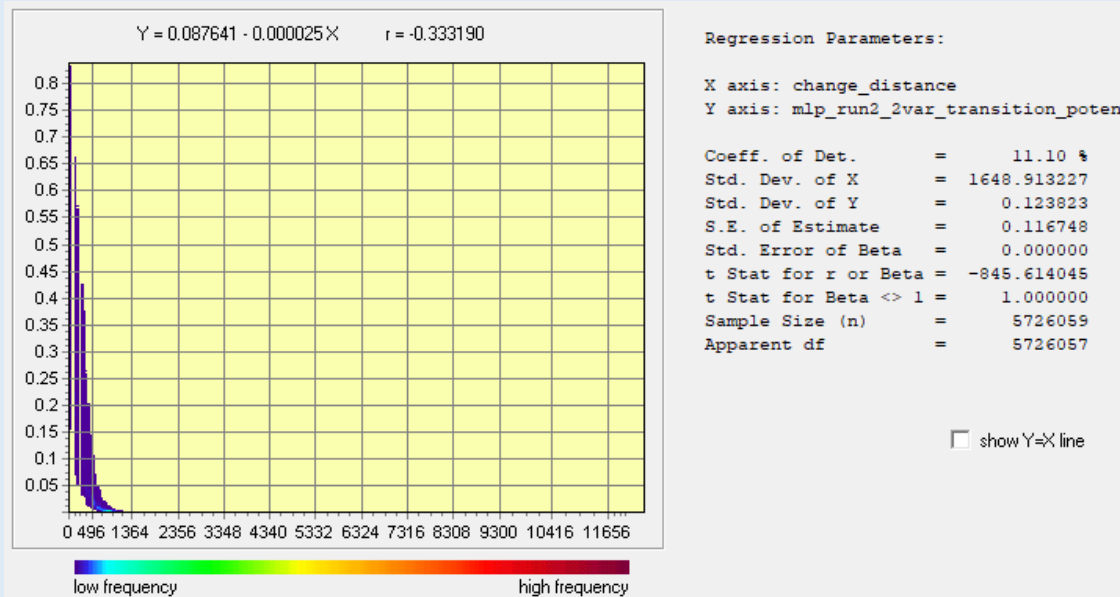 Y = 0.087641 - 0.000025 X r = -0.333190
0.8
0.75
0.7
0.65
0.6
0.55
0.5
0.45
0.4
0.35
0.3
0.25
0.2
0.15
0.1
0.05
0 496 1364 2356 3348 4340 5332 6324 7316 8308 9300 10416 11656
low frequency high frequency
Regression Parameters:
X axis: change_distance
Y axis: mlp_run2_2var_transition_poten
Coeff. of Det. = 11.10 %
Std. Dev. of X = 1648.913227
Std. Dev. of Y = 0.123823
S.E. of Estimate = 0.116748
Std. Error of Beta = 0.000000
t Stat for r or Beta = -845.614045
t Stat for Beta <> 1 = 1.000000
Sample Size (n) = 5726059
Apparent df = 5726057
show Y=X line